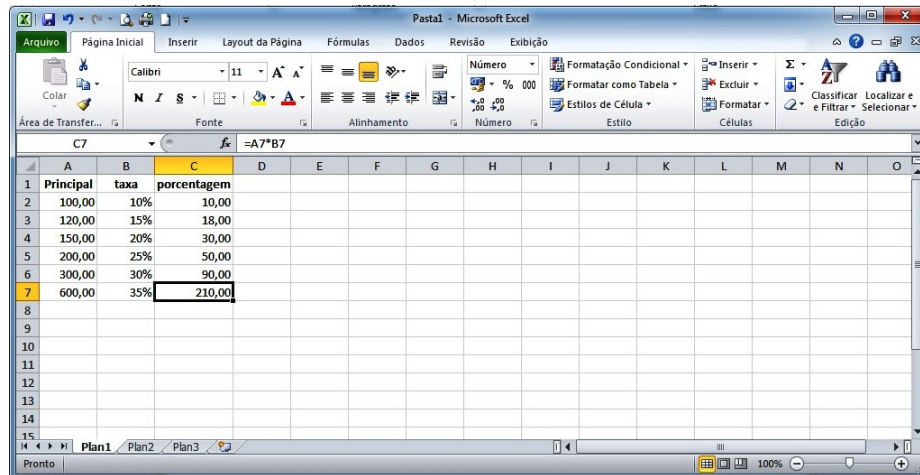 Pasta1 - Microsoft Excel
Arquivo Página Inicial Inserir Layout da Página Fórmulas Dados Revisão Exibição
Colar
Calibri 11 A A
N I S A
Número
% 000
,00 ,0
Formatação Condicional
Formatar como Tabela
Estilos de Célula
Inserir
Excluir
Formatar
Σ
Classificar e Filtrar
Localizar e Selecionar
Área de Transfer... Fonte Alinhamento Número Estilo Células Edição
C7 fx =A7*B7
A B C D E F G H I J K L M N O
1 Principal taxa porcentagem
2 100,00 10% 10,00
3 120,00 15% 18,00
4 150,00 20% 30,00
5 200,00 25% 50,00
6 300,00 30% 90,00
7 600,00 35% 210,00
8
9
10
11
12
13
14
15
Plan1 Plan2 Plan3
Pronto 100%